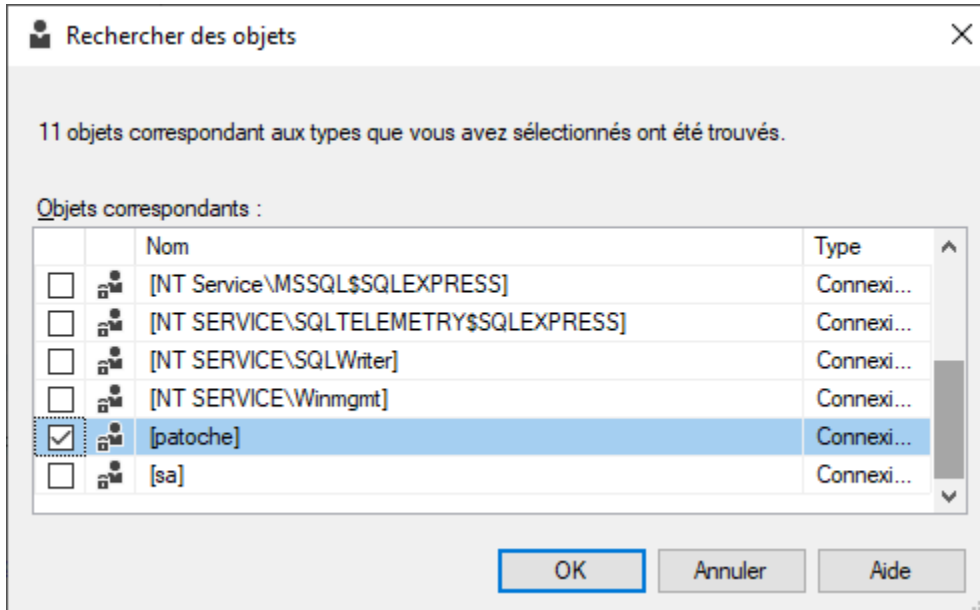 Rechercher des objets
11 objets correspondant aux types que vous avez sélectionnés ont été trouvés.
Objets correspondants :
Nom Type
[NT Service\MSSQL$SQLEXPRESS] Connexi...
[NT SERVICE\SQLTELEMETRY$SQLEXPRESS] Connexi...
[NT SERVICE\SQLWriter] Connexi...
[NT SERVICE\Winmgmt] Connexi...
[patoche] Connexi...
[sa] Connexi...
OK Annuler Aide